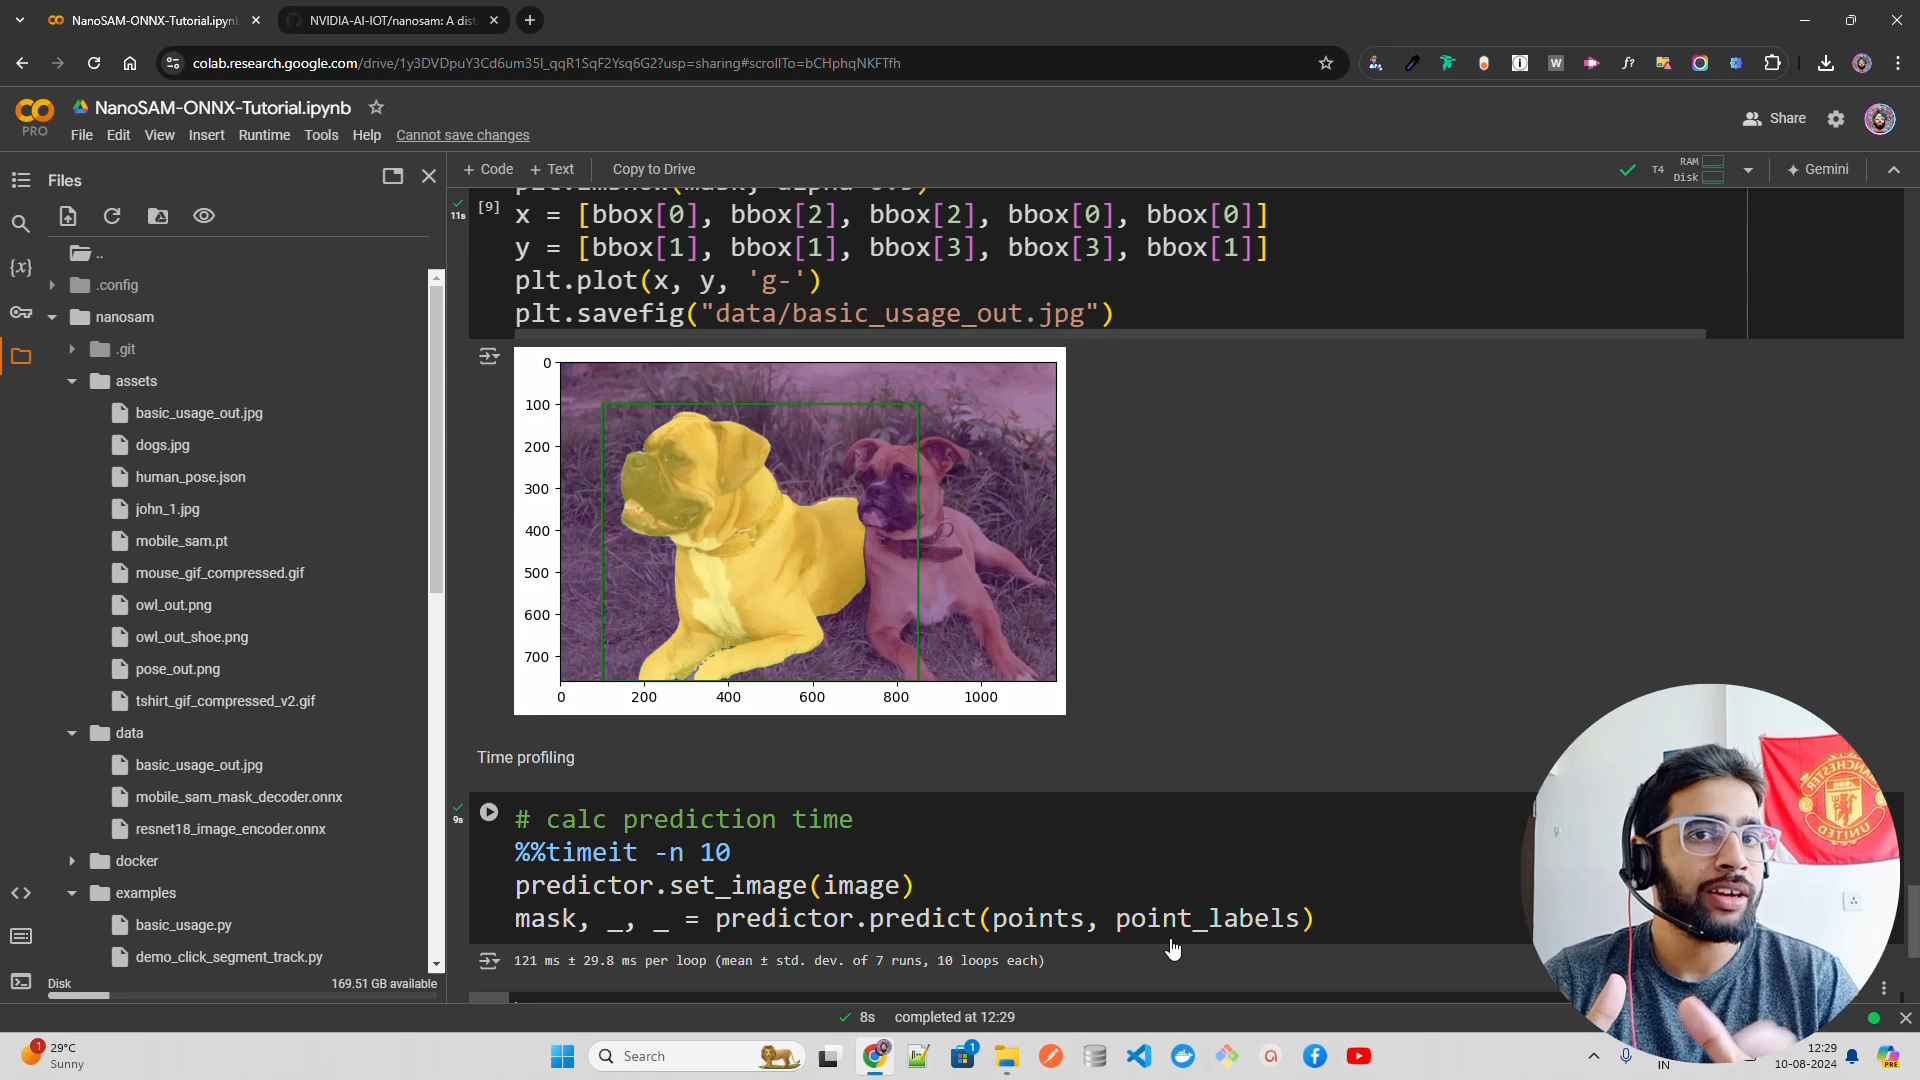 NanoSAM-ONNX-Tutorial.ipyn
NVIDIA-AI-IOT/nanosam: A dist
colab.research.google.com/drive/1y3DVDpuY3Cd6um35I_qqR1SqF2Ysq6G2?usp=sharing#scrollTo=bCHphqNKFTfh
PRO
NanoSAM-ONNX-Tutorial.ipynb
File Edit View Insert Runtime Tools Help Cannot save changes
Share
Files
+ Code + Text Copy to Drive
T4 RAM
Disk
Gemini
..
.config
nanosam
.git
assets
basic_usage_out.jpg
dogs.jpg
human_pose.json
john_1.jpg
mobile_sam.pt
mouse_gif_compressed.gif
owl_out.png
owl_out_shoe.png
pose_out.png
tshirt_gif_compressed_v2.gif
data
basic_usage_out.jpg
mobile_sam_mask_decoder.onnx
resnet18_image_encoder.onnx
docker
examples
basic_usage.py
demo_click_segment_track.py
Disk 169.51 GB available
11s
[9]
x = [bbox[0], bbox[2], bbox[2], bbox[0], bbox[0]]
y = [bbox[1], bbox[1], bbox[3], bbox[3], bbox[1]]
plt.plot(x, y, 'g-')
plt.savefig("data/basic_usage_out.jpg")
0
100
200
300
400
500
600
700
0 200 400 600 800 1000
Time profiling
9s
# calc prediction time
%%timeit -n 10
predictor.set_image(image)
mask, _, _ = predictor.predict(points, point_labels)
121 ms ± 29.8 ms per loop (mean ± std. dev. of 7 runs, 10 loops each)
8s completed at 12:29
MANCHESTER
UNITED
1
29°C
Sunny
Search
1
IN
12:29
10-08-2024
PRE